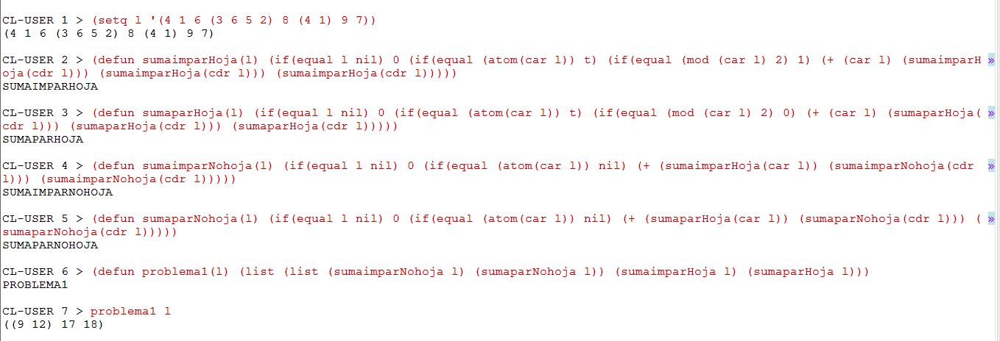 CL-USER 1 > (setq l '(4 1 6 (3 6 5 2) 8 (4 1) 9 7))
(4 1 6 (3 6 5 2) 8 (4 1) 9 7)
CL-USER 2 > (defun sumaimparHoja(l) (if(equal l nil) 0 (if(equal (atom(car l)) t) (if(equal (mod (car l) 2) 1) (+ (car l) (sumaimparH »
oja(cdr l))) (sumaimparHoja(cdr l))) (sumaimparHoja(cdr l)))))
SUMAIMPARHOJA
CL-USER 3 > (defun sumaparHoja(l) (if(equal l nil) 0 (if(equal (atom(car l)) t) (if(equal (mod (car l) 2) 0) (+ (car l) (sumaparHoja( »
cdr l))) (sumaparHoja(cdr l))) (sumaparHoja(cdr l)))))
SUMAPARHOJA
CL-USER 4 > (defun sumaimparNohoja(l) (if(equal l nil) 0 (if(equal (atom(car l)) nil) (+ (sumaimparHoja(car l)) (sumaimparNohoja(cdr »
l))) (sumaimparNohoja(cdr l)))))
SUMAIMPARNOHOJA
CL-USER 5 > (defun sumaparNohoja(l) (if(equal l nil) 0 (if(equal (atom(car l)) nil) (+ (sumaparHoja(car l)) (sumaparNohoja(cdr l))) ( »
sumaparNohoja(cdr l)))))
SUMAPARNOHOJA
CL-USER 6 > (defun problema1(l) (list (list (sumaimparNohoja l) (sumaparNohoja l)) (sumaimparHoja l) (sumaparHoja l)))
PROBLEMA1
CL-USER 7 > problema1 l
((9 12) 17 18)